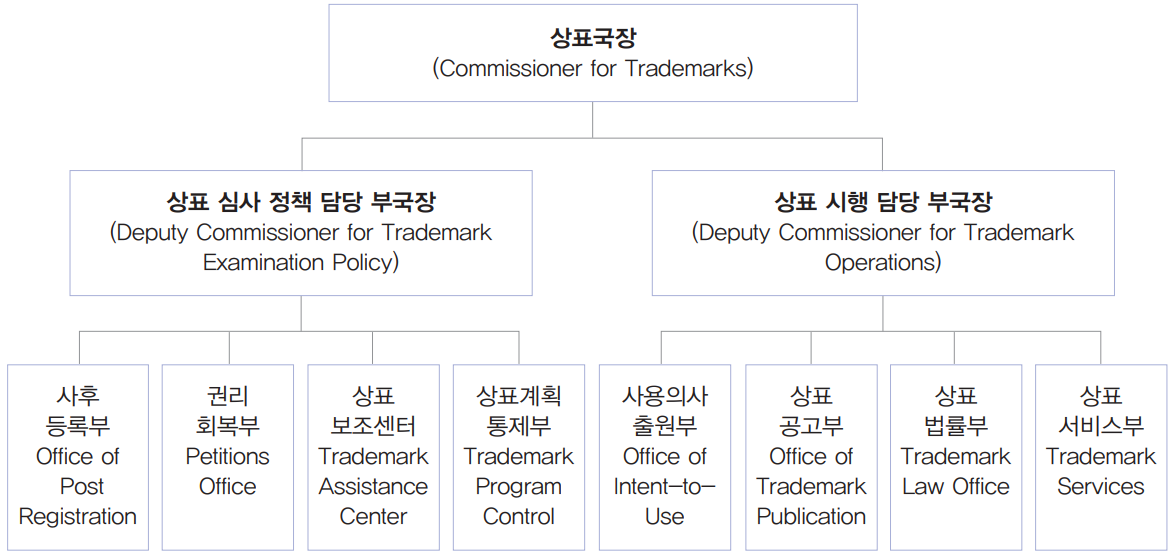 상표국장
(Commissioner for Trademarks)
상표 심사 정책 담당 부국장
(Deputy Commissioner for Trademark
Examination Policy)
상표 시행 담당 부국장
(Deputy Commissioner for Trademark
Operations)
사후
등록부
Office of
Post
Registration
권리
회복부
Petitions
Office
상표
보조센터
Trademark
Assistance
Center
상표계획
통제부
Trademark
Program
Control
사용의사
출원부
Office of
Intent-to-
Use
상표
공고부
Office of
Trademark
Publication
상표
법률부
Trademark
Law Office
상표
서비스부
Trademark
Services